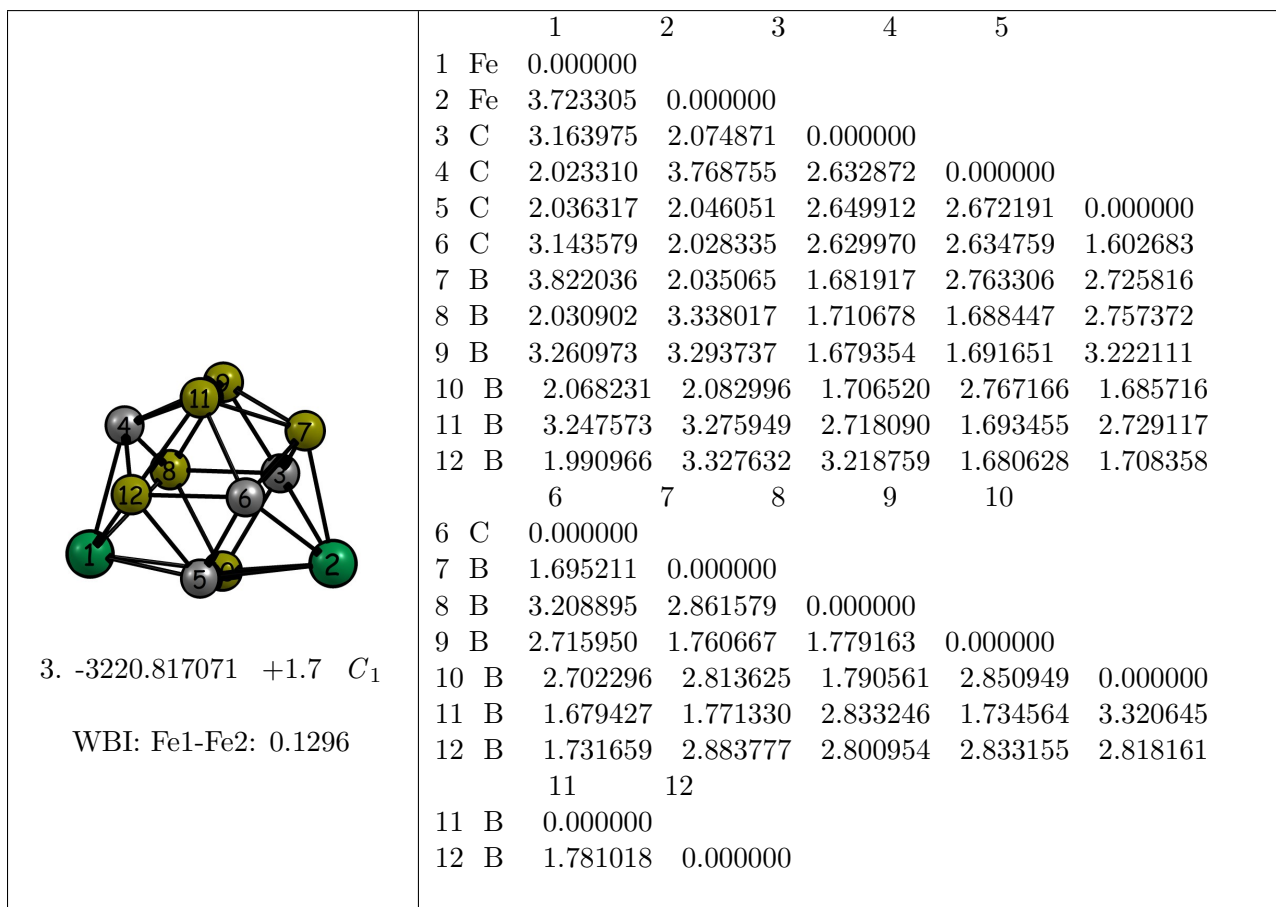 9
11
4
7
8
3
12
6
1
2
5
0
3. -3220.817071 +1.7 C1
WBI: Fe1-Fe2: 0.1296
1 2 3 4 5
1 Fe 0.000000
2 Fe 3.723305 0.000000
3 C 3.163975 2.074871 0.000000
4 C 2.023310 3.768755 2.632872 0.000000
5 C 2.036317 2.046051 2.649912 2.672191 0.000000
6 C 3.143579 2.028335 2.629970 2.634759 1.602683
7 B 3.822036 2.035065 1.681917 2.763306 2.725816
8 B 2.030902 3.338017 1.710678 1.688447 2.757372
9 B 3.260973 3.293737 1.679354 1.691651 3.222111
10 B 2.068231 2.082996 1.706520 2.767166 1.685716
11 B 3.247573 3.275949 2.718090 1.693455 2.729117
12 B 1.990966 3.327632 3.218759 1.680628 1.708358
6 7 8 9 10
6 C 0.000000
7 B 1.695211 0.000000
8 B 3.208895 2.861579 0.000000
9 B 2.715950 1.760667 1.779163 0.000000
10 B 2.702296 2.813625 1.790561 2.850949 0.000000
11 B 1.679427 1.771330 2.833246 1.734564 3.320645
12 B 1.731659 2.883777 2.800954 2.833155 2.818161
11 12
11 B 0.000000
12 B 1.781018 0.000000